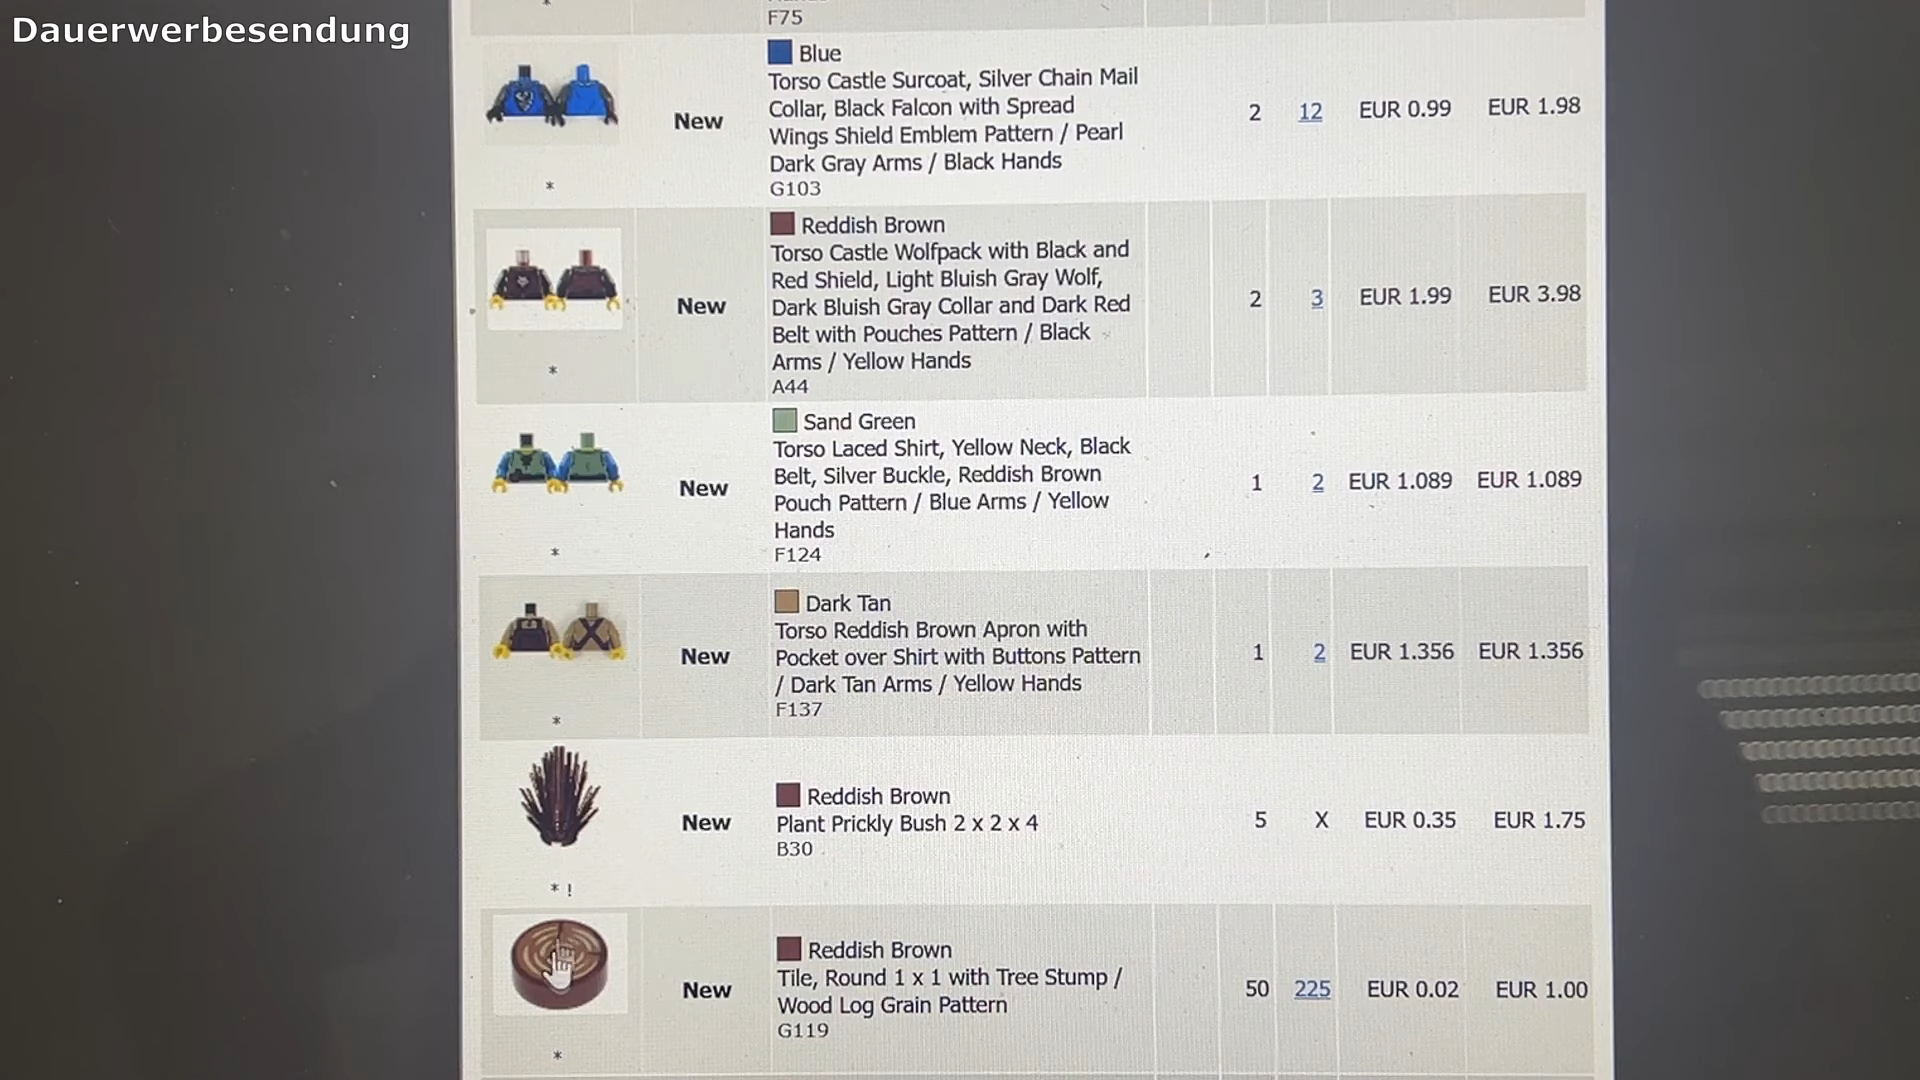 Dauerwerbesendung
F75
Blue
Torso Castle Surcoat, Silver Chain Mail
Collar, Black Falcon with Spread
Wings Shield Emblem Pattern / Pearl
Dark Gray Arms / Black Hands
G103
New
2
12
EUR 0.99
EUR 1.98
*
Reddish Brown
Torso Castle Wolfpack with Black and
Red Shield, Light Bluish Gray Wolf,
Dark Bluish Gray Collar and Dark Red
Belt with Pouches Pattern / Black
Arms / Yellow Hands
A44
New
2
3
EUR 1.99
EUR 3.98
*
Sand Green
Torso Laced Shirt, Yellow Neck, Black
Belt, Silver Buckle, Reddish Brown
Pouch Pattern / Blue Arms / Yellow
Hands
F124
New
1
2
EUR 1.089
EUR 1.089
*
Dark Tan
Torso Reddish Brown Apron with
Pocket over Shirt with Buttons Pattern
/ Dark Tan Arms / Yellow Hands
F137
New
1
2
EUR 1.356
EUR 1.356
*
Reddish Brown
Plant Prickly Bush 2 x 2 x 4
B30
New
5
X
EUR 0.35
EUR 1.75
* !
Reddish Brown
Tile, Round 1 x 1 with Tree Stump /
Wood Log Grain Pattern
G119
New
50
225
EUR 0.02
EUR 1.00
*